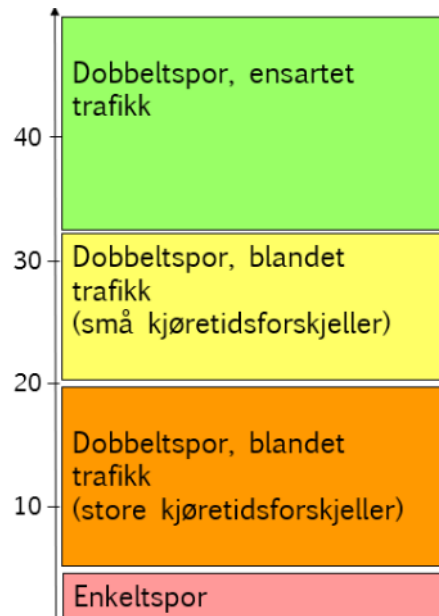 Dobbeltspor, ensartet
trafikk
40
30
Dobbeltspor, blandet
trafikk
(små kjøretidsforskjeller)
20
Dobbeltspor, blandet
trafikk
(store kjøretidsforskjeller)
10
Enkeltspor